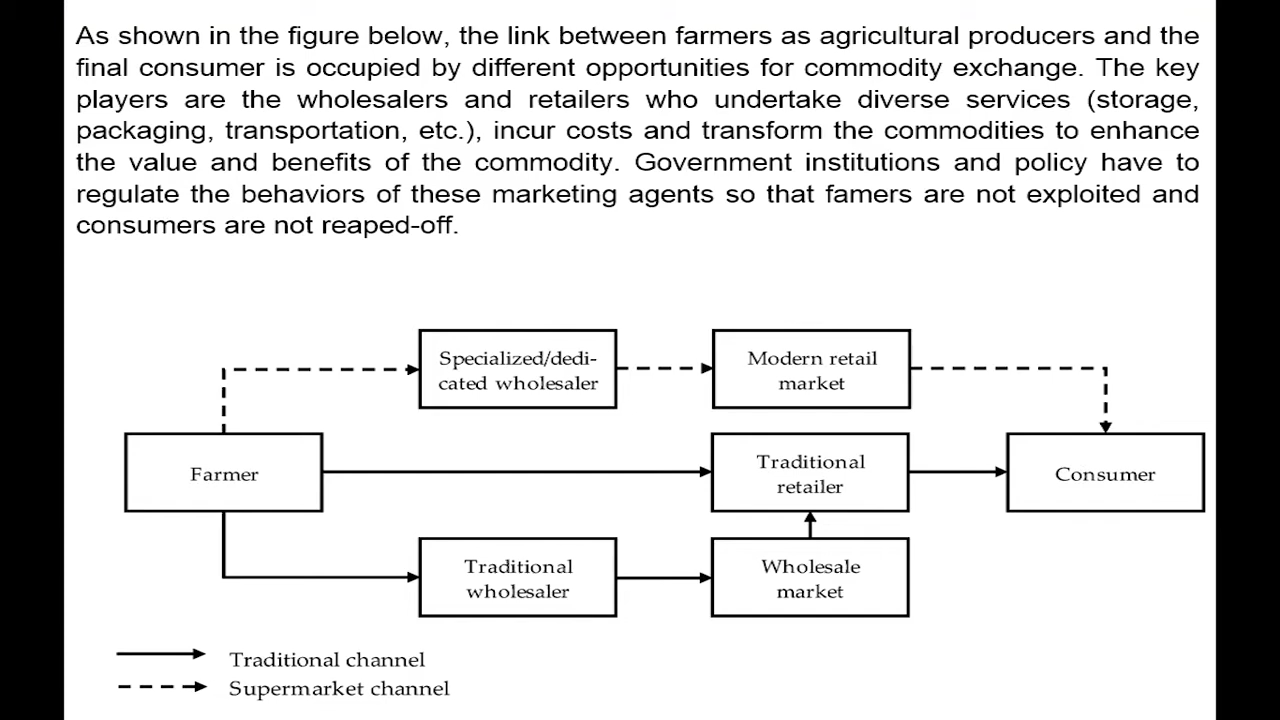 As shown in the figure below, the link between farmers as agricultural producers and the
final consumer is occupied by different opportunities for commodity exchange. The key
players are the wholesalers and retailers who undertake diverse services (storage,
packaging, transportation, etc.), incur costs and transform the commodities to enhance
the value and benefits of the commodity. Government institutions and policy have to
regulate the behaviors of these marketing agents so that famers are not exploited and
consumers are not reaped-off.
Specialized/dedi-
cated wholesaler
Modern retail
market
Farmer
Traditional
retailer
Consumer
Traditional
wholesaler
Wholesale
market
Traditional channel
Supermarket channel